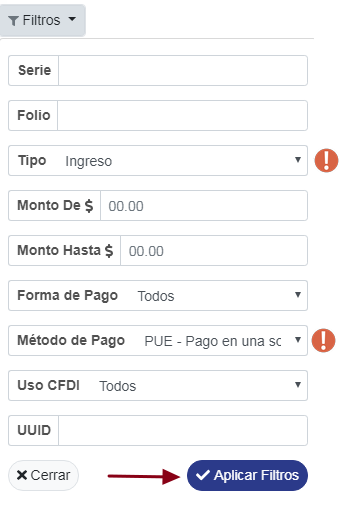 Filtros
Serie
Folio
Tipo Ingreso
Monto De $ 00.00
Monto Hasta $ 00.00
Forma de Pago Todos
Método de Pago PUE - Pago en una sc
Uso CFDI Todos
UUID
Cerrar Aplicar Filtros